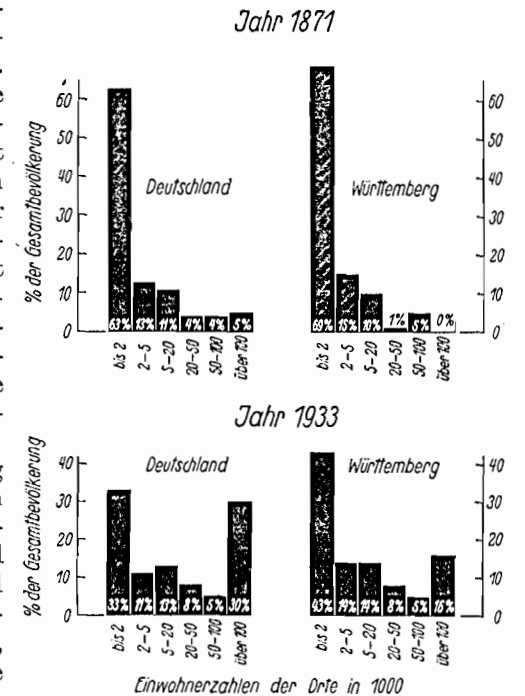 Jahr 1871
% der Gesamtbevölkerung
60
50
40
30
20
10
0
Deutschland
63% 13% 11% 4% 4% 5%
bis 2 2–5 5–20 20–50 50–100 über 100
Württemberg
69% 15% 10% 1% 5% 0%
bis 2 2–5 5–20 20–50 50–100 über 100
60
50
40
30
20
10
0
Jahr 1933
% der Gesamtbevölkerung
40
30
20
10
0
Deutschland
33% 11% 13% 8% 5% 30%
bis 2 2–5 5–20 20–50 50–100 über 100
Württemberg
43% 14% 14% 8% 5% 16%
bis 2 2–5 5–20 20–50 50–100 über 100
40
30
20
10
0
Einwohnerzahlen der Orte in 1000